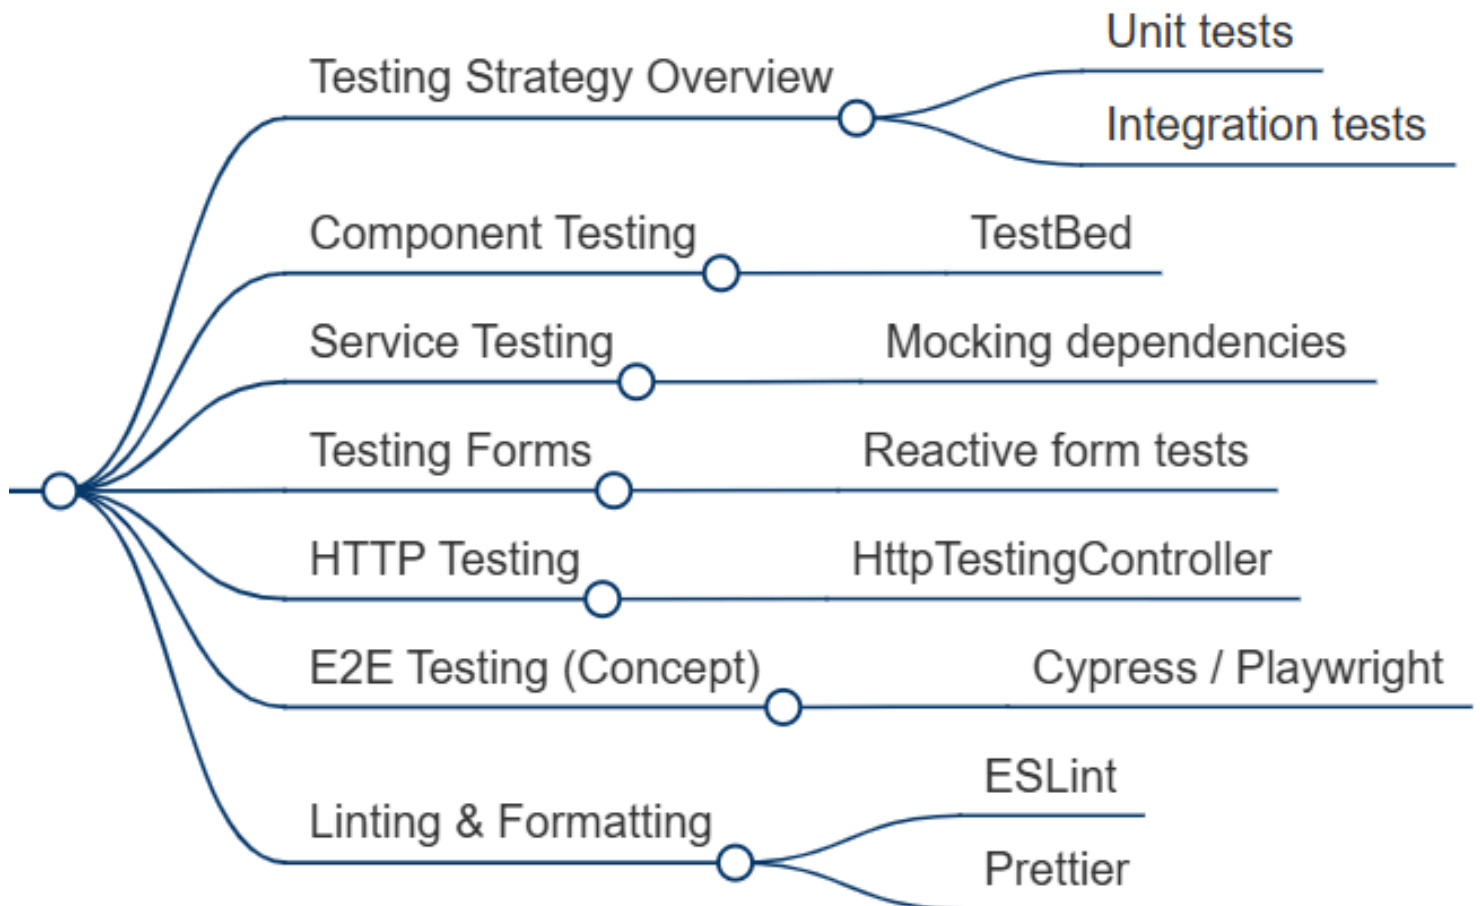 Testing Strategy Overview
Unit tests
Integration tests
Component Testing
TestBed
Service Testing
Mocking dependencies
Testing Forms
Reactive form tests
HTTP Testing
HttpTestingController
E2E Testing (Concept)
Cypress / Playwright
Linting & Formatting
ESLint
Prettier